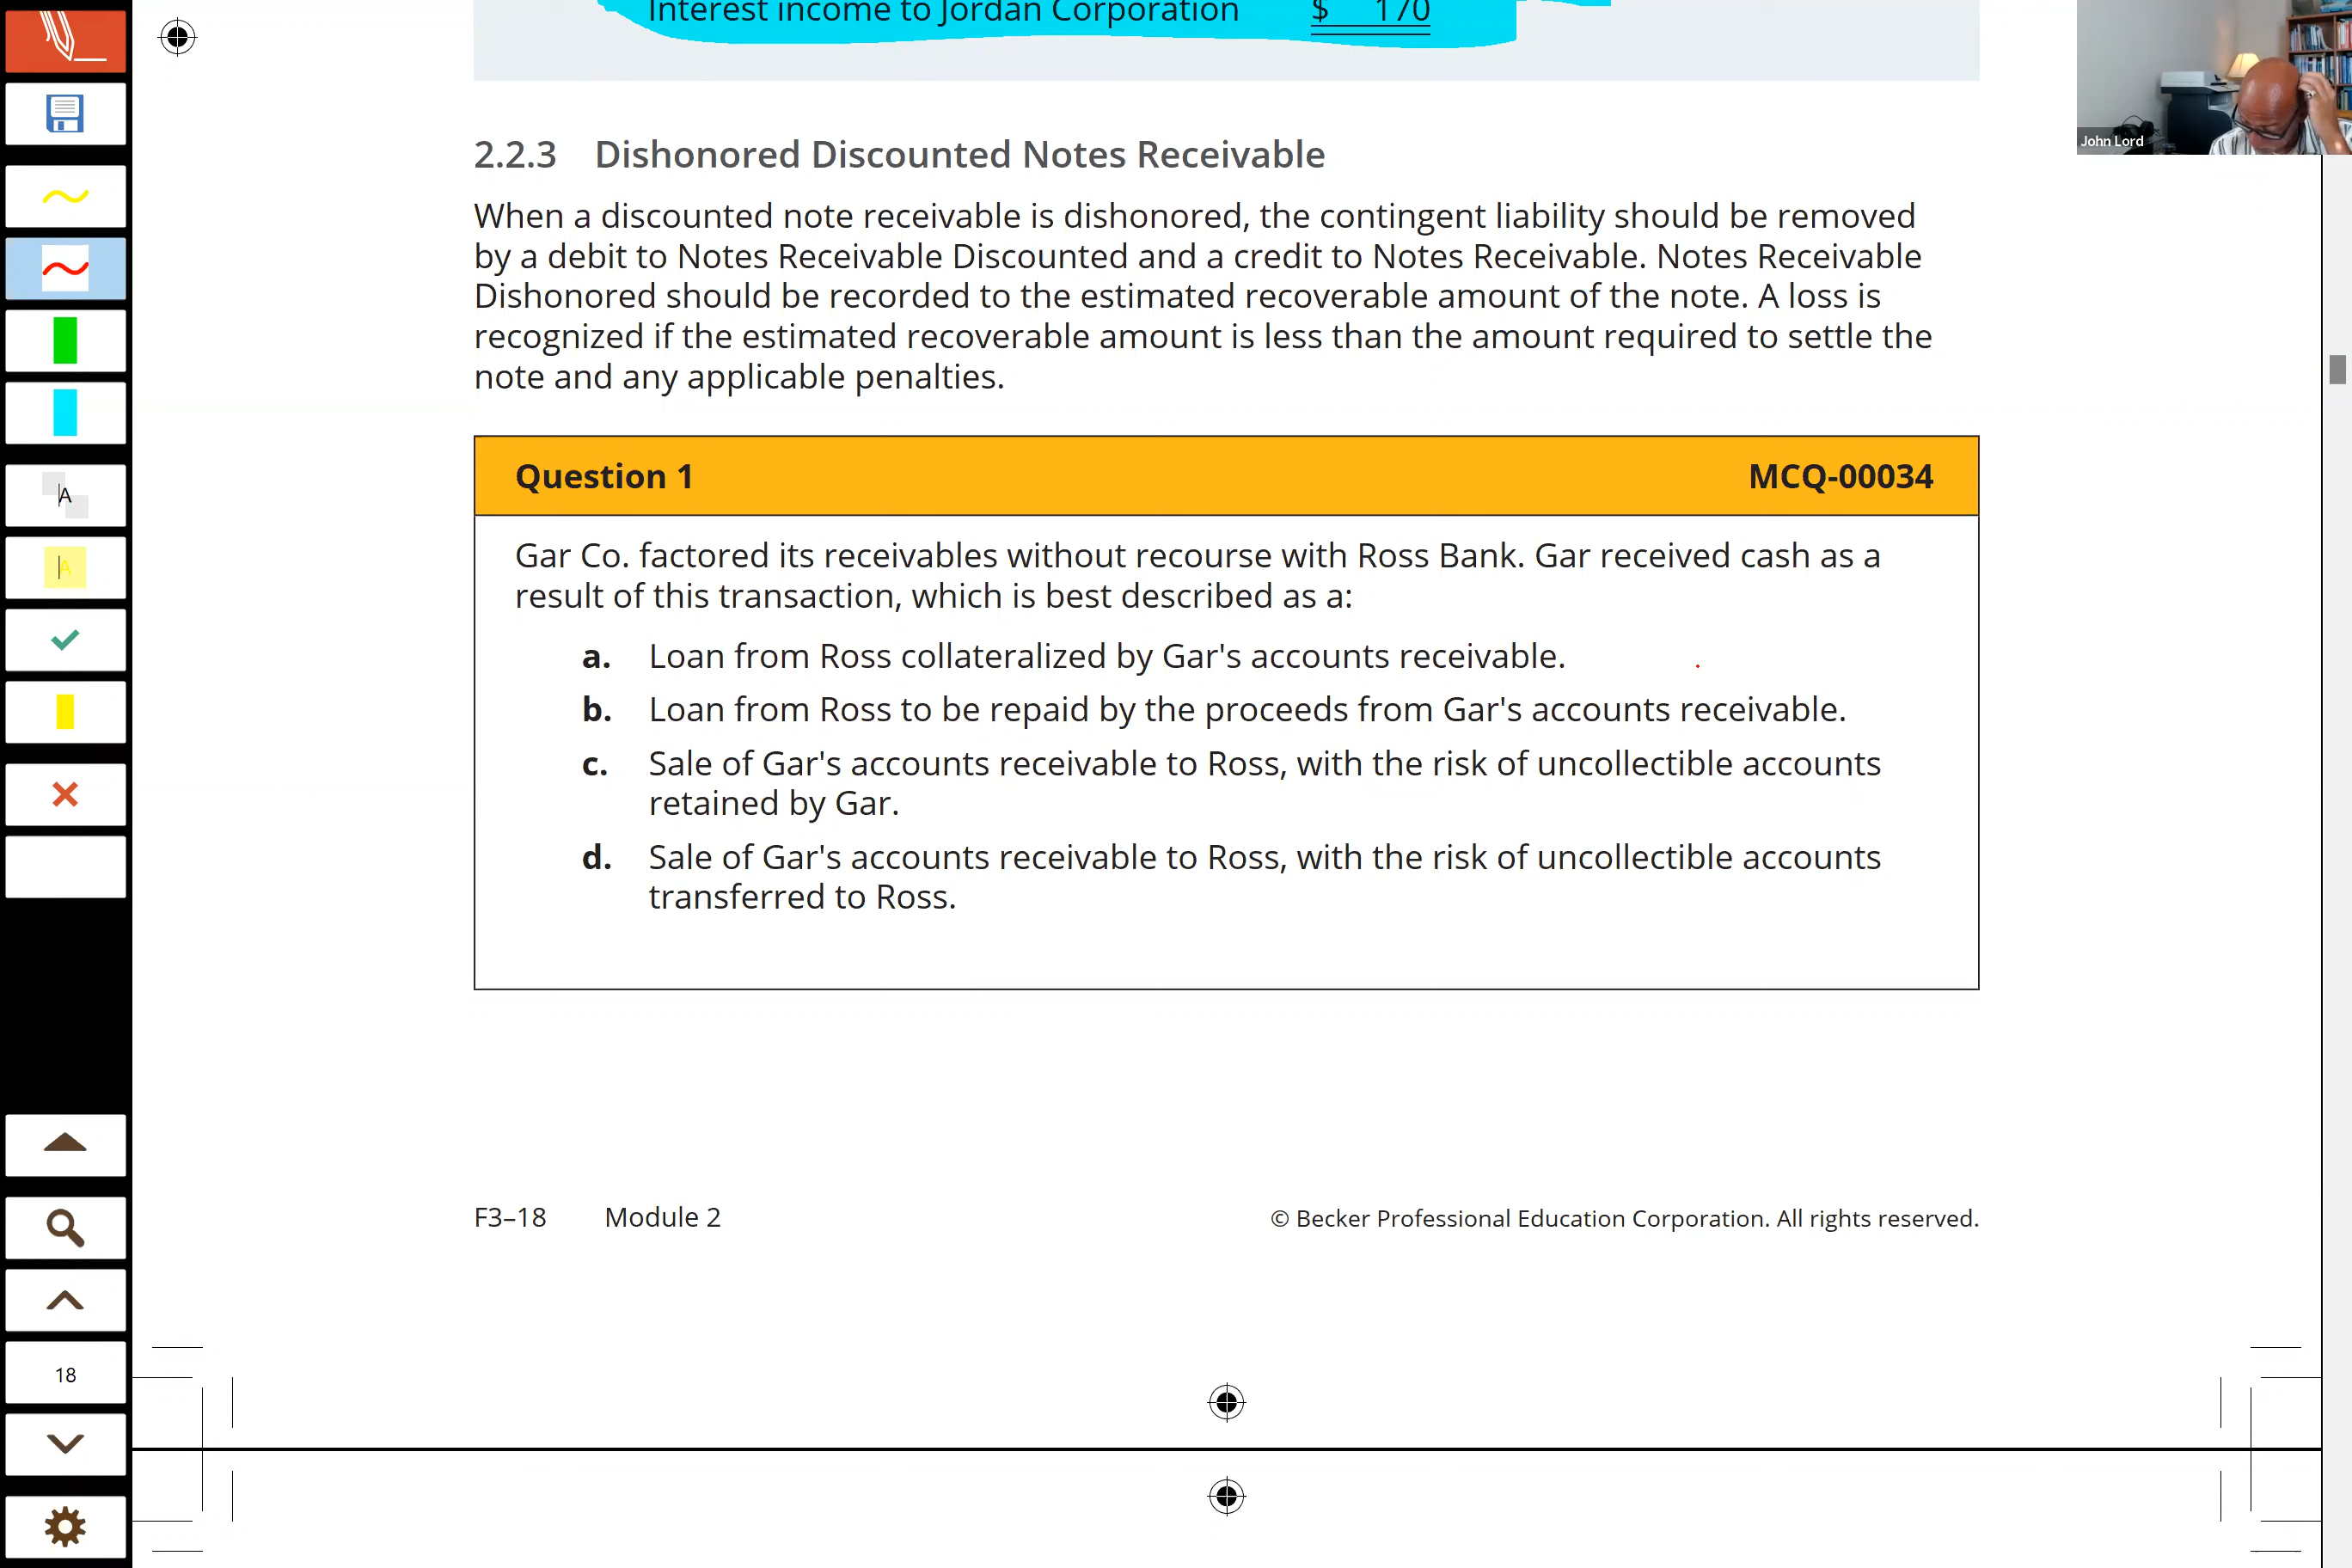 Interest income to Jordan Corporation $ 170
John Lord
2.2.3 Dishonored Discounted Notes Receivable
When a discounted note receivable is dishonored, the contingent liability should be removed
by a debit to Notes Receivable Discounted and a credit to Notes Receivable. Notes Receivable
Dishonored should be recorded to the estimated recoverable amount of the note. A loss is
recognized if the estimated recoverable amount is less than the amount required to settle the
note and any applicable penalties.
Question 1 MCQ-00034
Gar Co. factored its receivables without recourse with Ross Bank. Gar received cash as a
result of this transaction, which is best described as a:
a. Loan from Ross collateralized by Gar's accounts receivable.
b. Loan from Ross to be repaid by the proceeds from Gar's accounts receivable.
c. Sale of Gar's accounts receivable to Ross, with the risk of uncollectible accounts
retained by Gar.
d. Sale of Gar's accounts receivable to Ross, with the risk of uncollectible accounts
transferred to Ross.
F3–18 Module 2 © Becker Professional Education Corporation. All rights reserved.
A
A
18